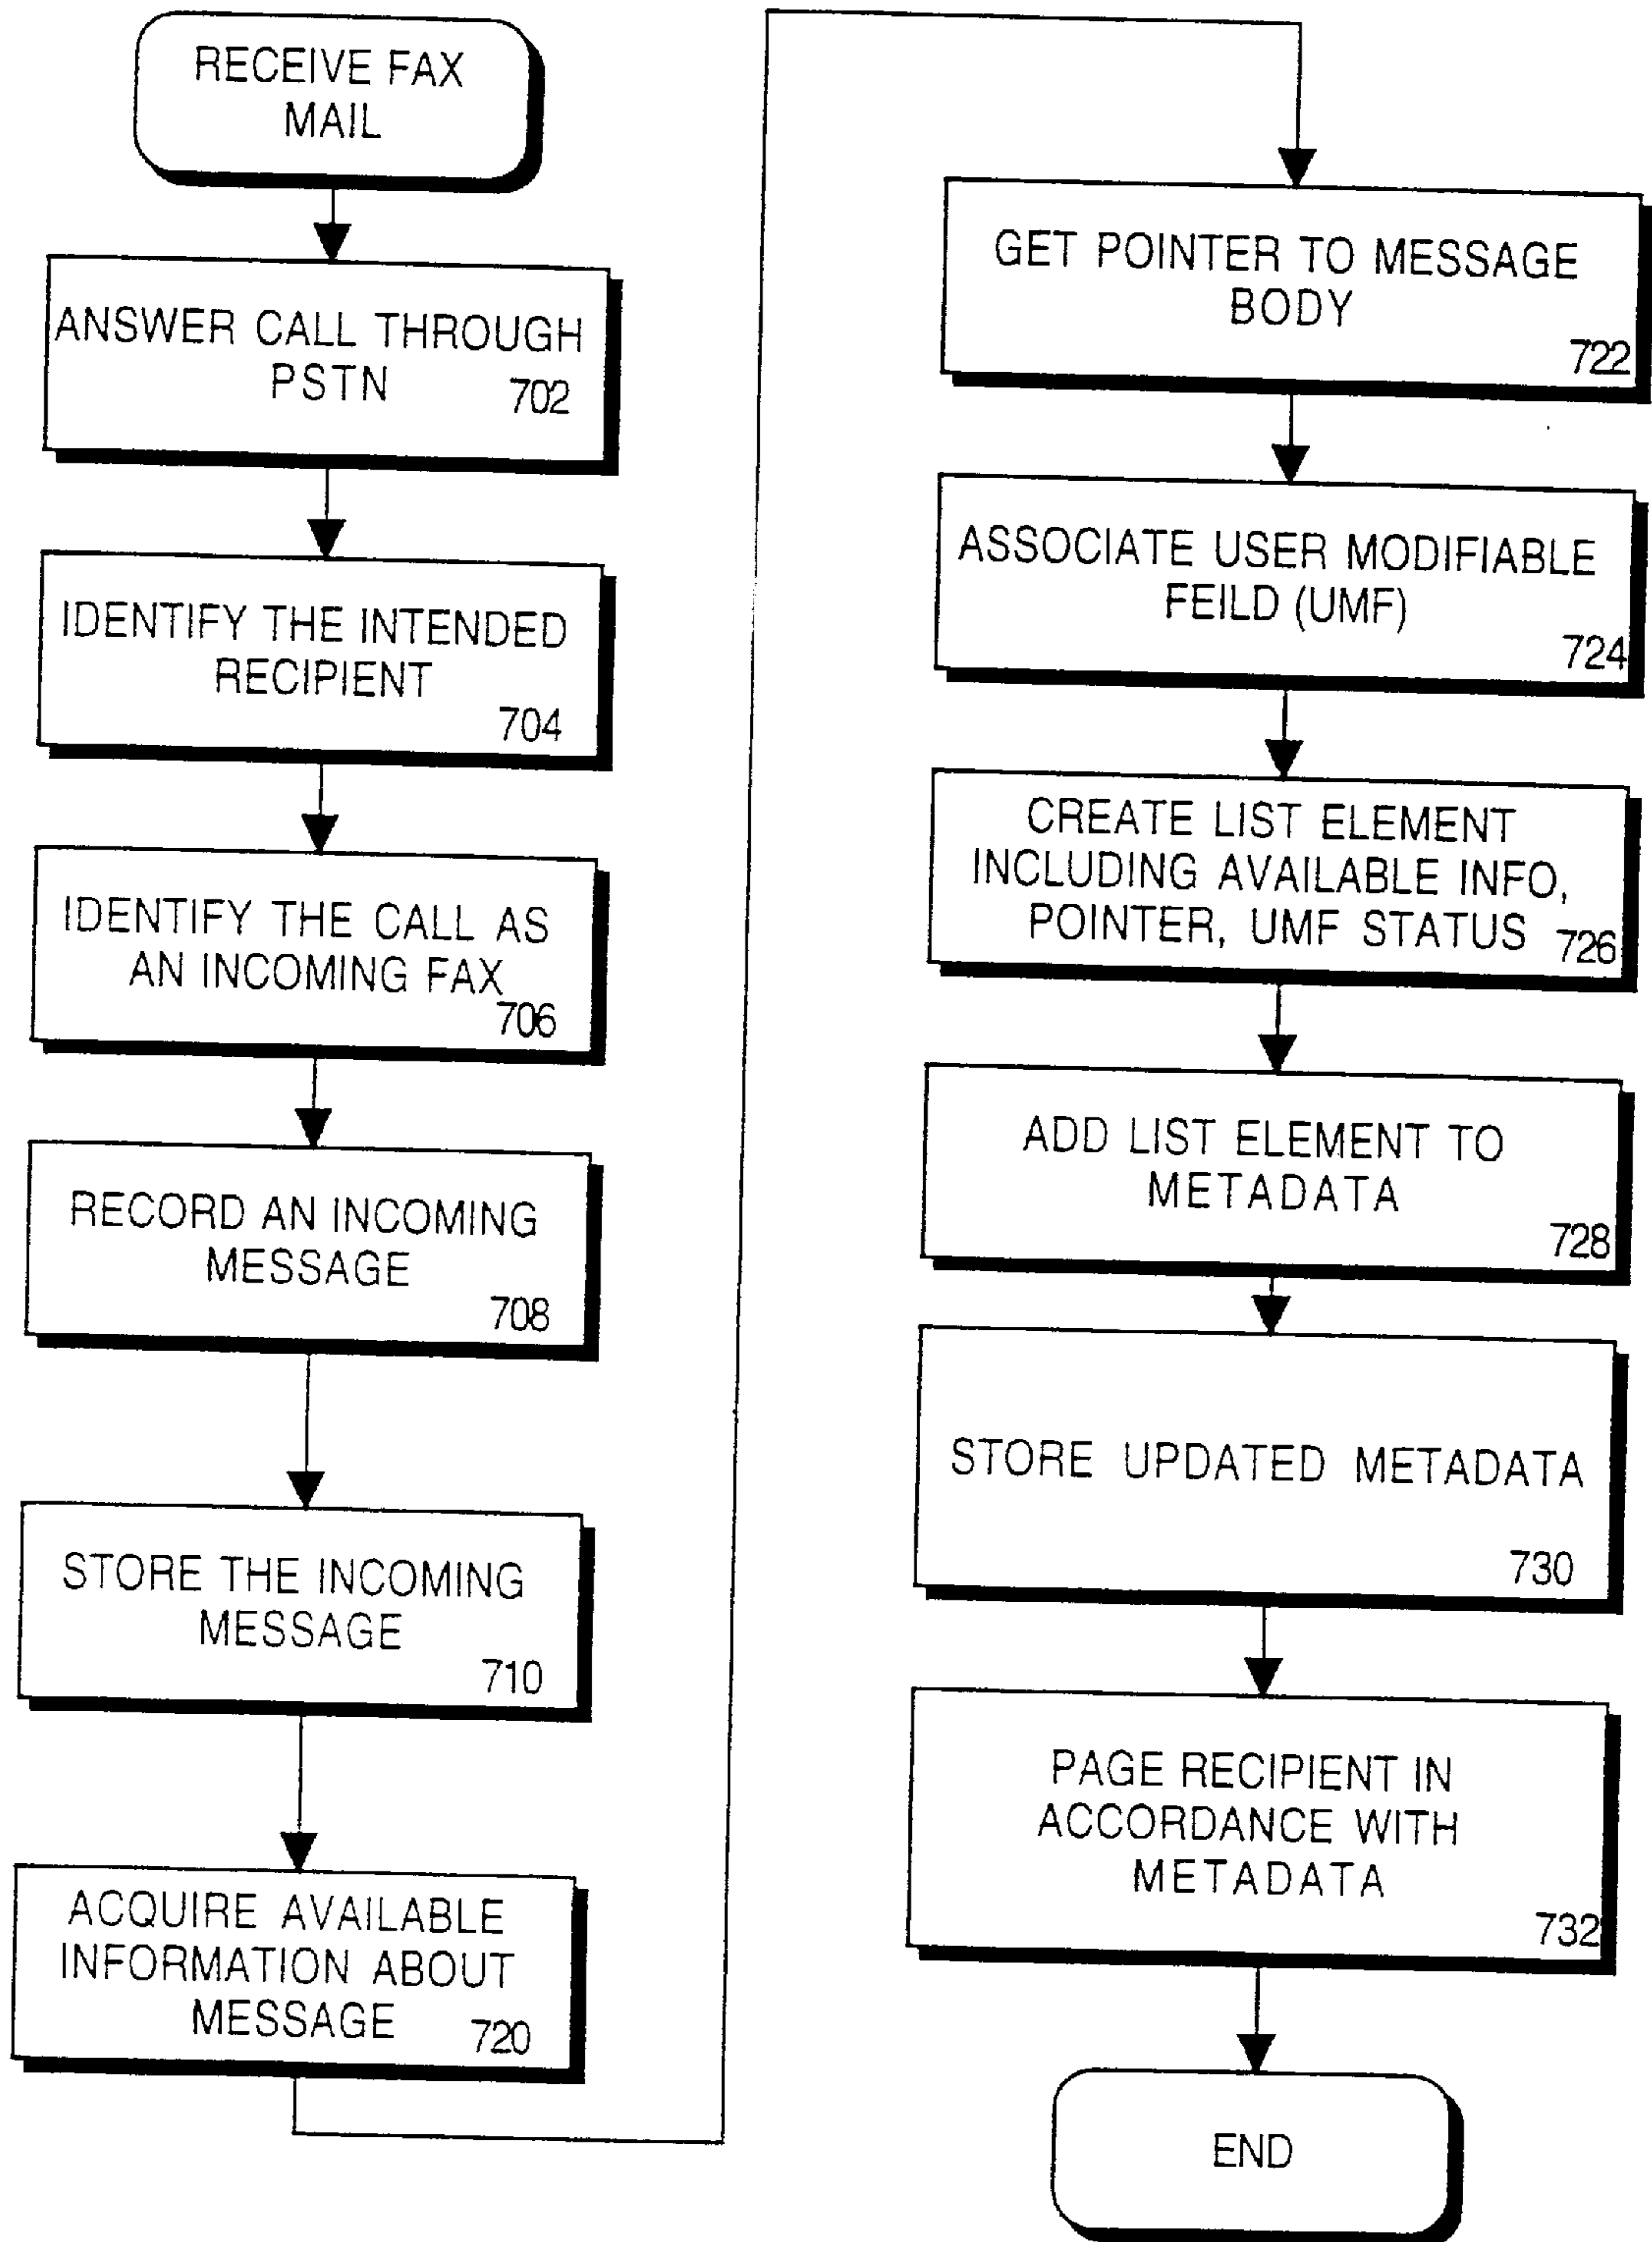 RECEIVE FAX
MAIL
ANSWER CALL THROUGH
PSTN 702
IDENTIFY THE INTENDED
RECIPIENT
704
IDENTIFY THE CALL AS
AN INCOMING FAX
706
RECORD AN INCOMING
MESSAGE
708
STORE THE INCOMING
MESSAGE
710
ACQUIRE AVAILABLE
INFORMATION ABOUT
MESSAGE 720
GET POINTER TO MESSAGE
BODY
722
ASSOCIATE USER MODIFIABLE
FEILD (UMF)
724
CREATE LIST ELEMENT
INCLUDING AVAILABLE INFO,
POINTER, UMF STATUS 726
ADD LIST ELEMENT TO
METADATA
728
STORE UPDATED METADATA
730
PAGE RECIPIENT IN
ACCORDANCE WITH
METADATA
732
END